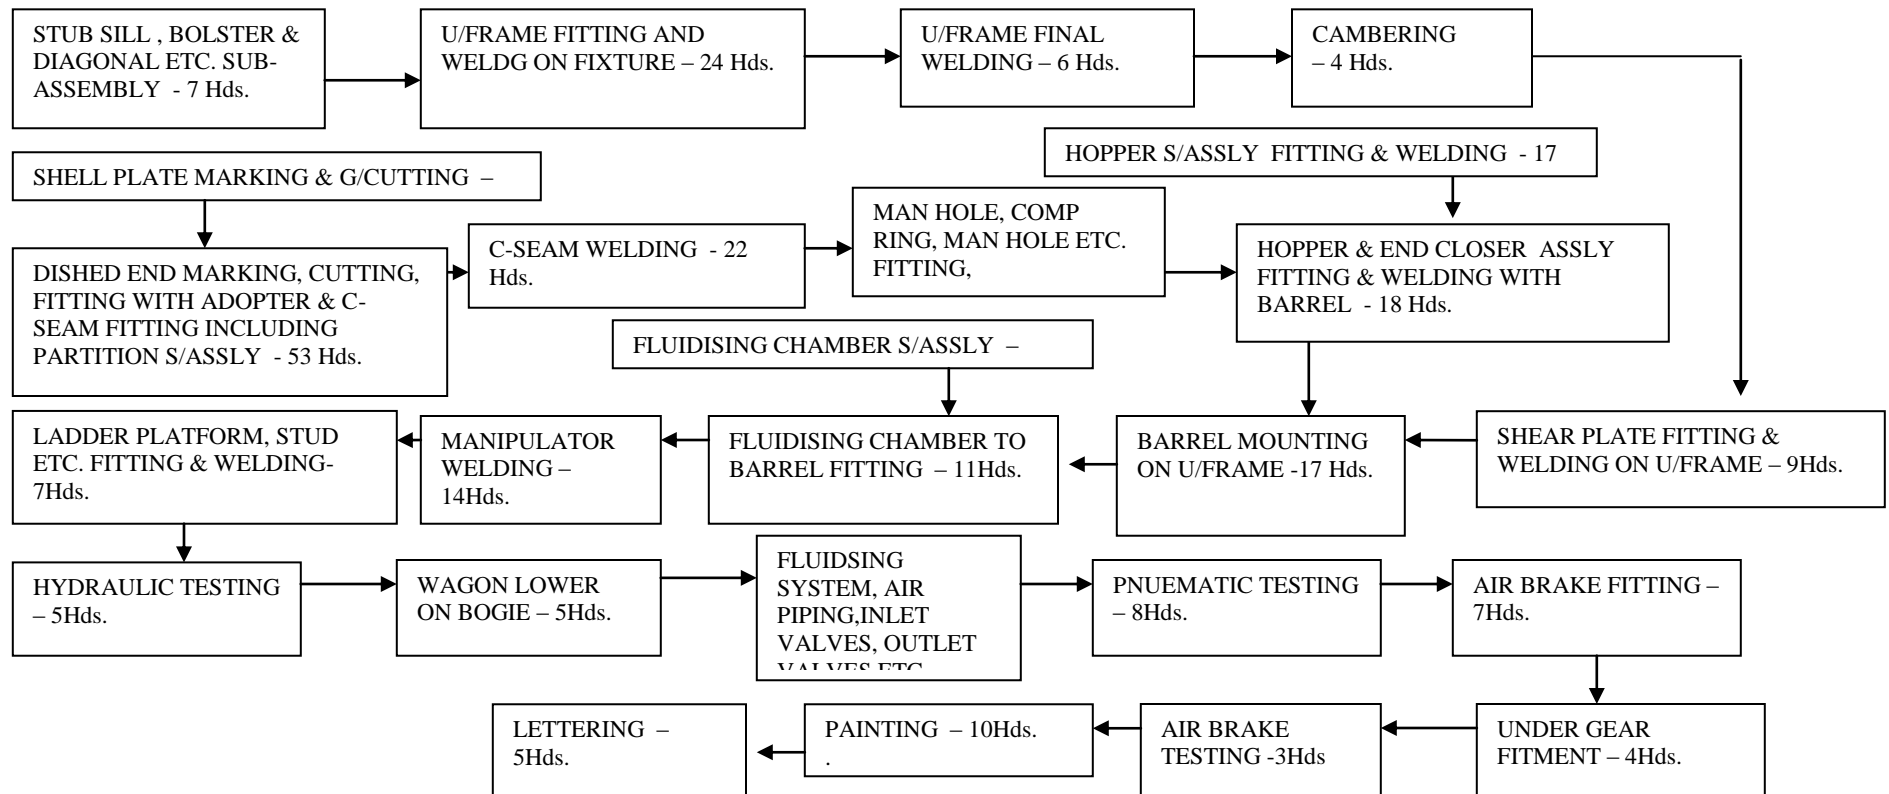 STUB SILL , BOLSTER &
DIAGONAL ETC. SUB-
ASSEMBLY - 7 Hds.
U/FRAME FITTING AND
WELDG ON FIXTURE – 24 Hds.
U/FRAME FINAL
WELDING – 6 Hds.
CAMBERING
– 4 Hds.
HOPPER S/ASSLY FITTING & WELDING - 17
SHELL PLATE MARKING & G/CUTTING –
DISHED END MARKING, CUTTING,
FITTING WITH ADOPTER & C-
SEAM FITTING INCLUDING
PARTITION S/ASSLY - 53 Hds.
C-SEAM WELDING - 22
Hds.
MAN HOLE, COMP
RING, MAN HOLE ETC.
FITTING,
HOPPER & END CLOSER ASSLY
FITTING & WELDING WITH
BARREL - 18 Hds.
FLUIDISING CHAMBER S/ASSLY –
LADDER PLATFORM, STUD
ETC. FITTING & WELDING-
7Hds.
MANIPULATOR
WELDING –
14Hds.
FLUIDISING CHAMBER TO
BARREL FITTING – 11Hds.
BARREL MOUNTING
ON U/FRAME -17 Hds.
SHEAR PLATE FITTING &
WELDING ON U/FRAME – 9Hds.
HYDRAULIC TESTING
– 5Hds.
WAGON LOWER
ON BOGIE – 5Hds.
FLUIDSING
SYSTEM, AIR
PIPING,INLET
VALVES, OUTLET
VALVES ETC
PNUEMATIC TESTING
– 8Hds.
AIR BRAKE FITTING –
7Hds.
LETTERING –
5Hds.
PAINTING – 10Hds.
.
AIR BRAKE
TESTING -3Hds
UNDER GEAR
FITMENT – 4Hds.